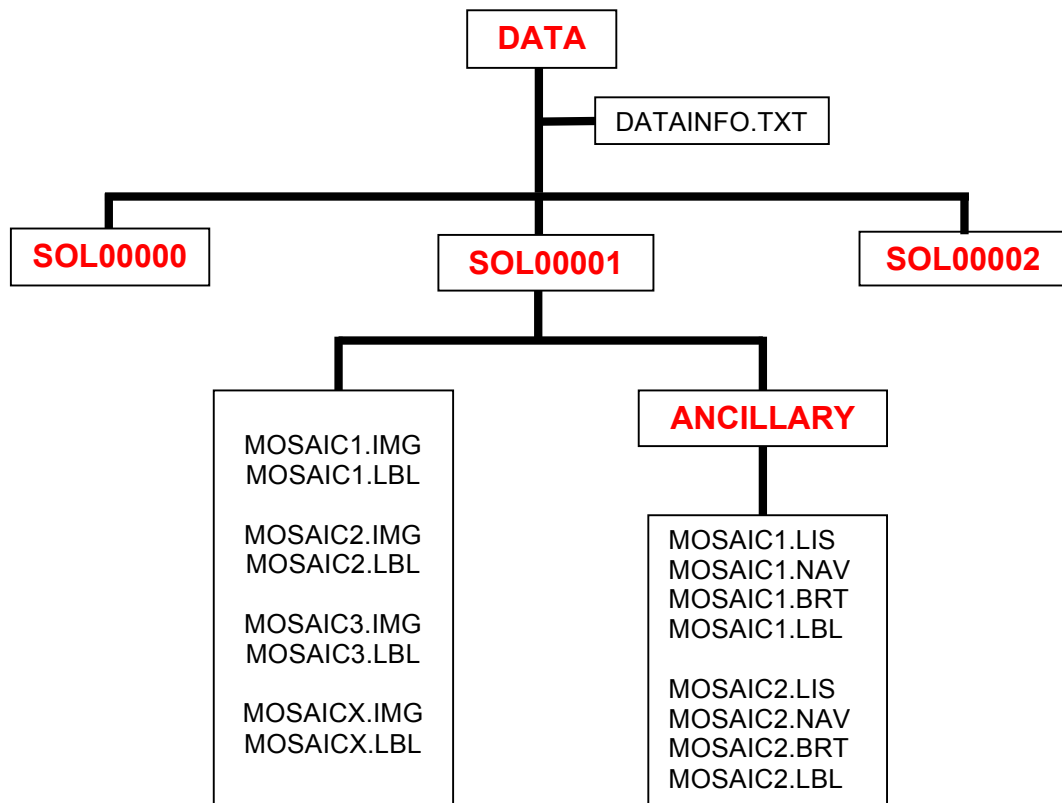 DATA
DATAINFO.TXT
SOL00000
SOL00001
SOL00002
MOSAIC1.IMG
MOSAIC1.LBL
MOSAIC2.IMG
MOSAIC2.LBL
MOSAIC3.IMG
MOSAIC3.LBL
MOSAICX.IMG
MOSAICX.LBL
ANCILLARY
MOSAIC1.LIS
MOSAIC1.NAV
MOSAIC1.BRT
MOSAIC1.LBL
MOSAIC2.LIS
MOSAIC2.NAV
MOSAIC2.BRT
MOSAIC2.LBL